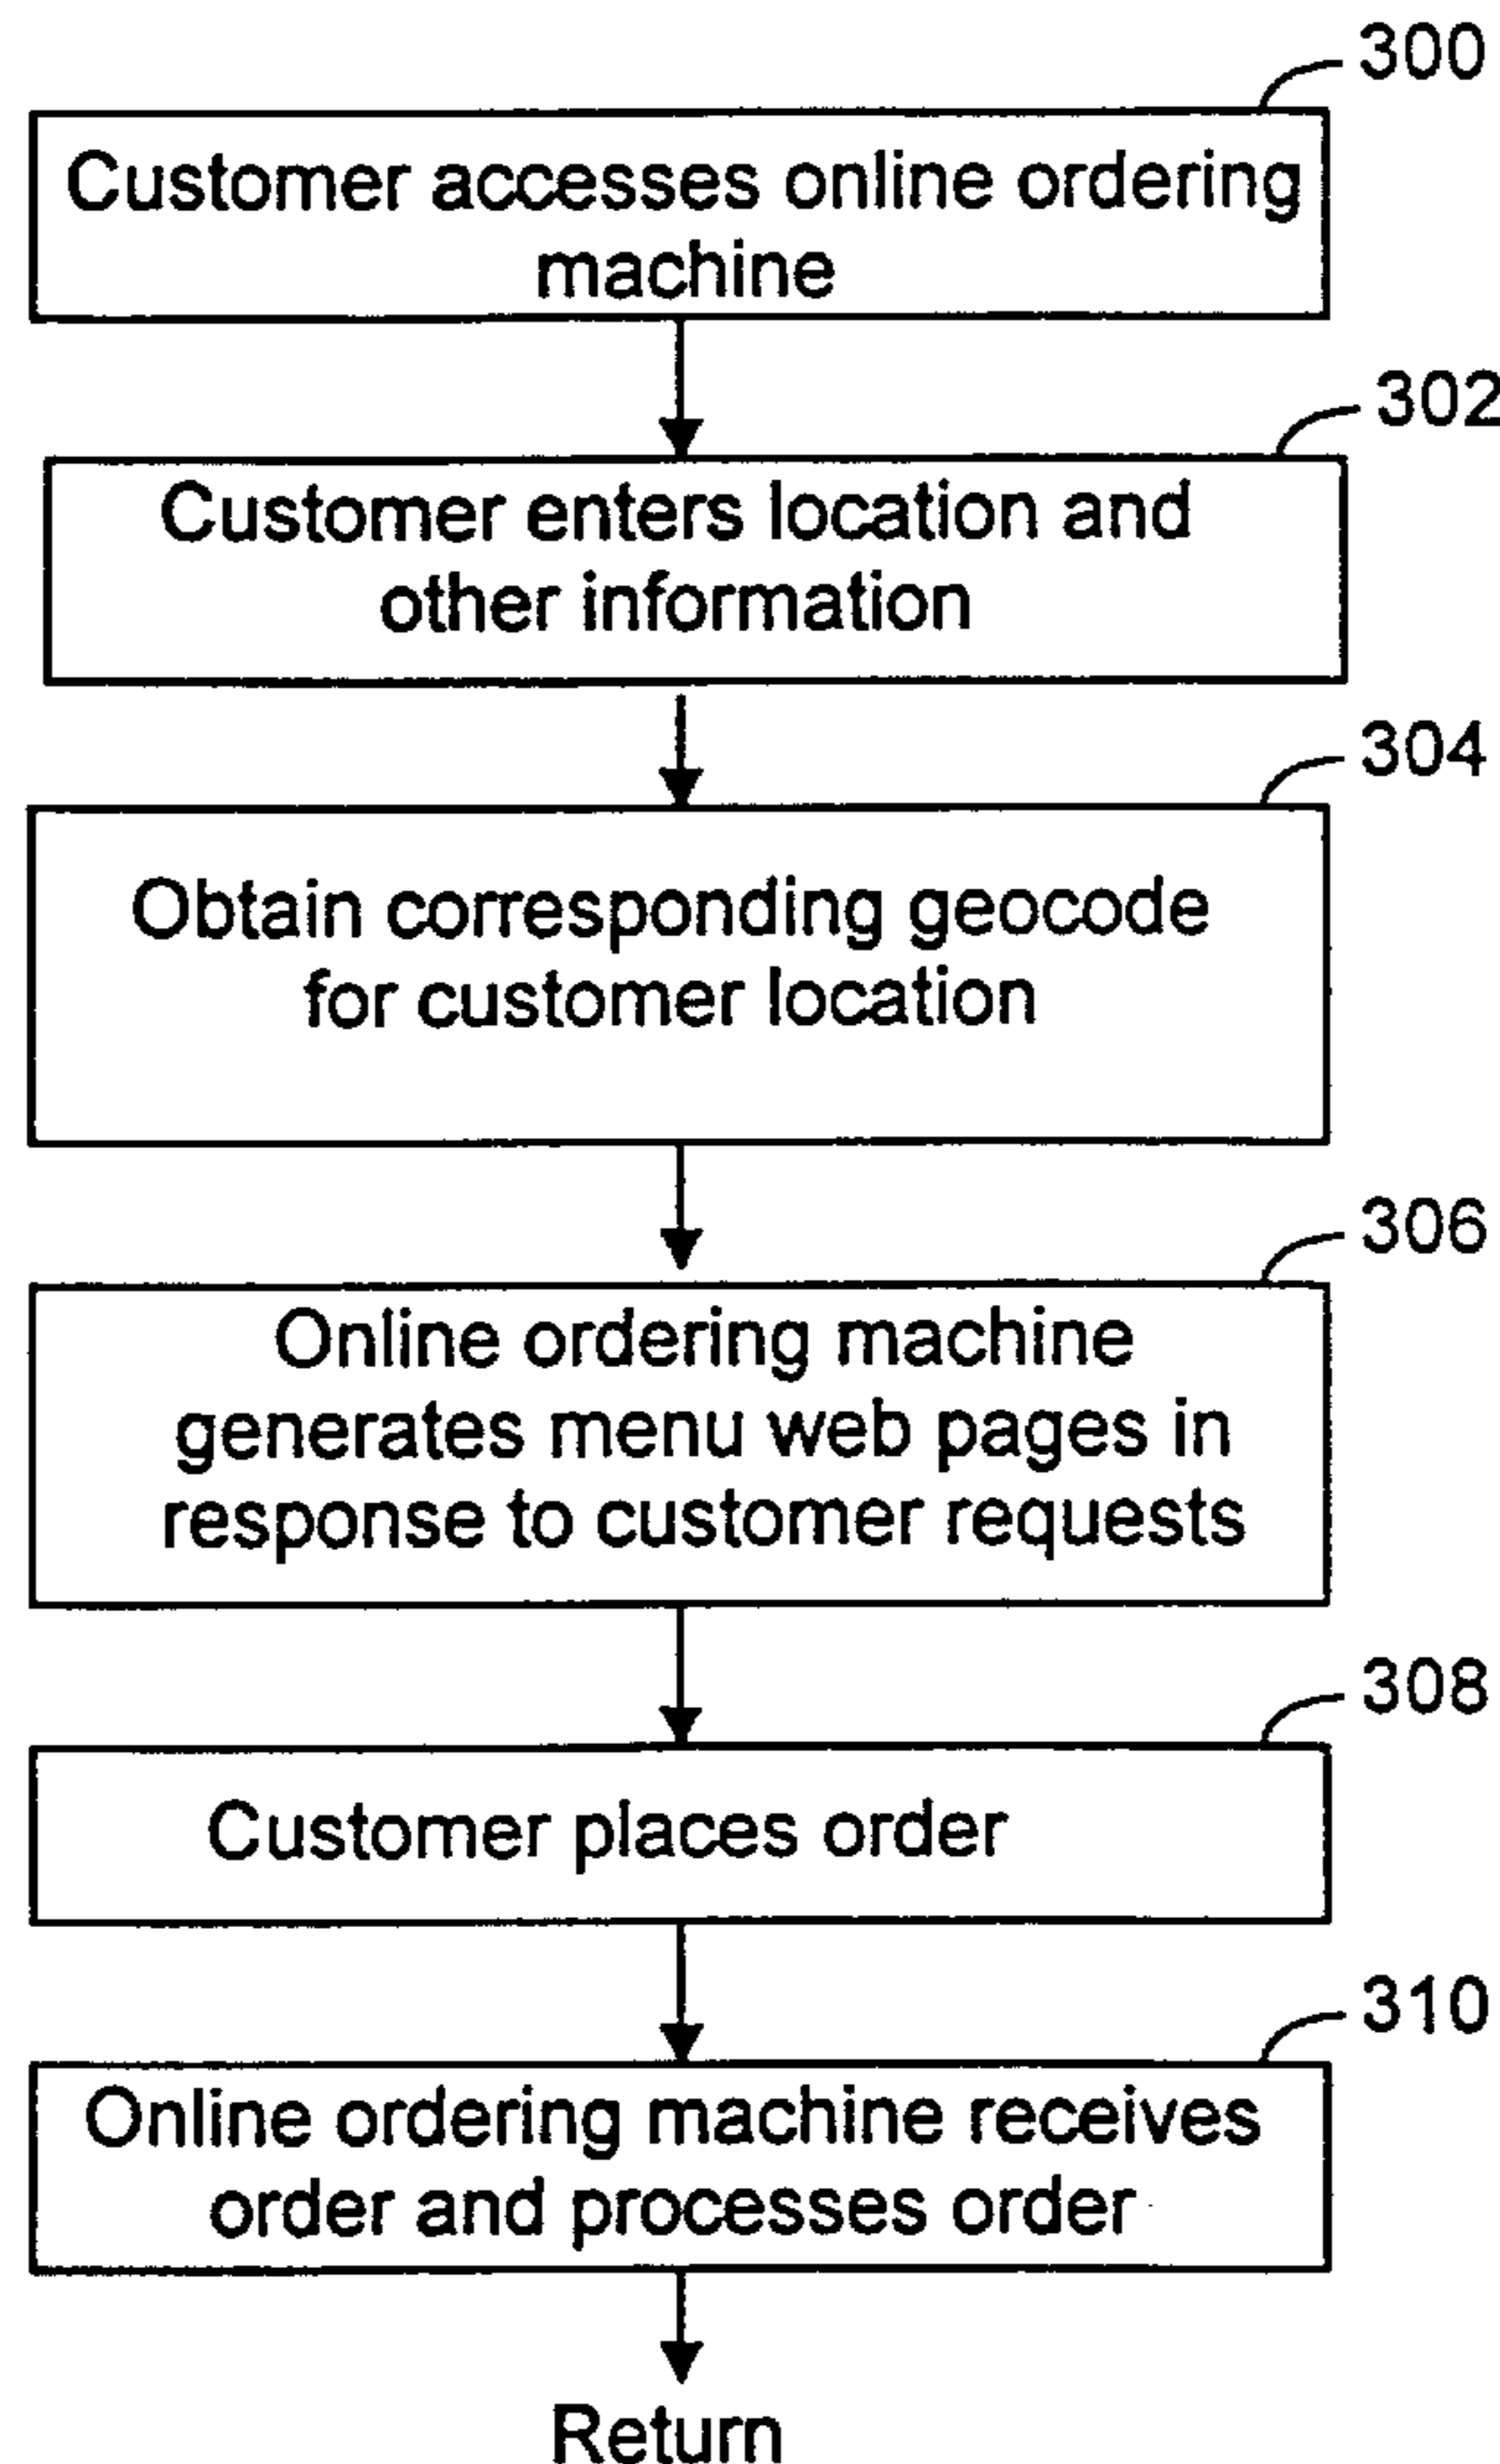 300
Customer accesses online ordering
machine
302
Customer enters location and
other information
304
Obtain corresponding geocode
for customer location
306
Online ordering machine
generates menu web pages in
response to customer requests
308
Customer places order
310
Online ordering machine receives
order and processes order
Return